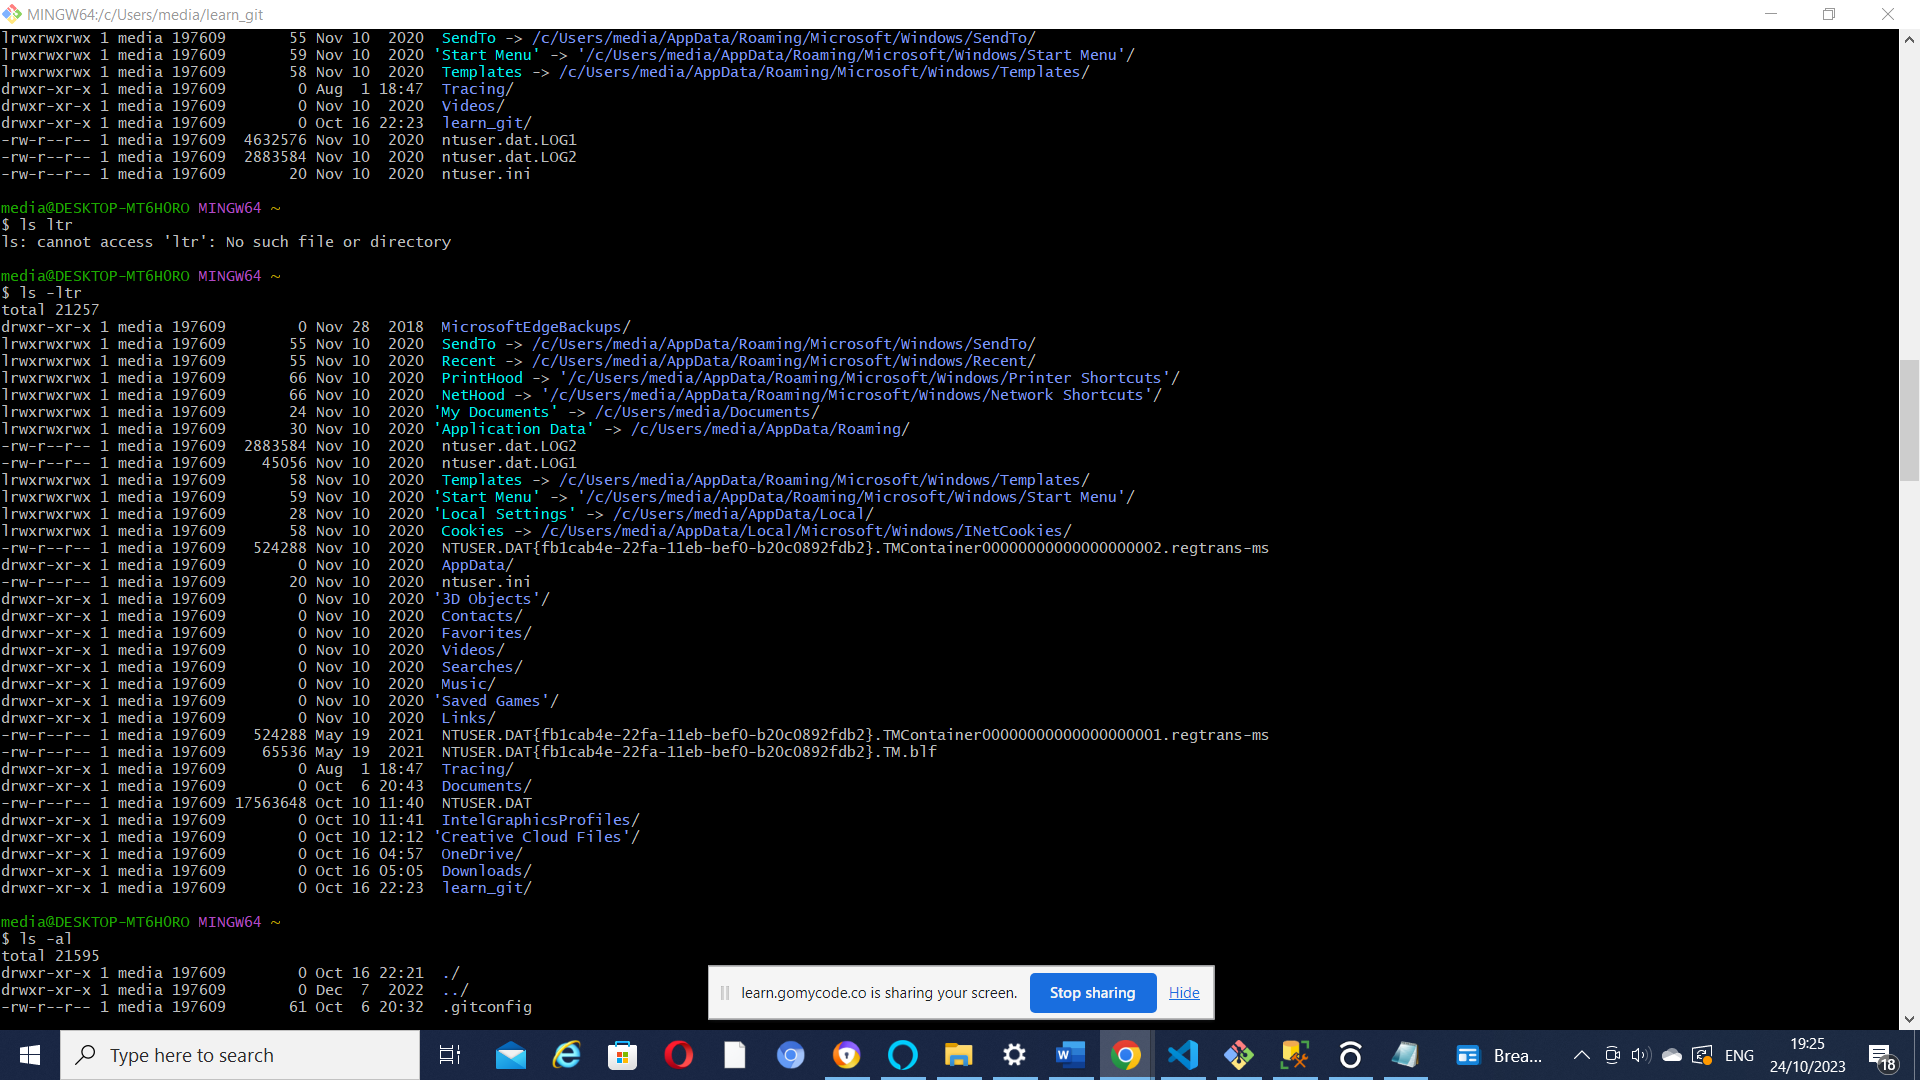 MINGW64:/c/Users/media/learn_git
lrwxrwxrwx 1 media 197609       55 Nov 10  2020  SendTo -> /c/Users/media/AppData/Roaming/Microsoft/Windows/SendTo/
lrwxrwxrwx 1 media 197609       59 Nov 10  2020 'Start Menu' -> '/c/Users/media/AppData/Roaming/Microsoft/Windows/Start Menu'/
lrwxrwxrwx 1 media 197609       58 Nov 10  2020  Templates -> /c/Users/media/AppData/Roaming/Microsoft/Windows/Templates/
drwxr-xr-x 1 media 197609        0 Aug  1 18:47  Tracing/
drwxr-xr-x 1 media 197609        0 Nov 10  2020  Videos/
drwxr-xr-x 1 media 197609        0 Oct 16 22:23  learn_git/
-rw-r--r-- 1 media 197609  4632576 Nov 10  2020  ntuser.dat.LOG1
-rw-r--r-- 1 media 197609  2883584 Nov 10  2020  ntuser.dat.LOG2
-rw-r--r-- 1 media 197609       20 Nov 10  2020  ntuser.ini
media@DESKTOP-MT6H0RO MINGW64 ~
$ ls ltr
ls: cannot access 'ltr': No such file or directory
media@DESKTOP-MT6H0RO MINGW64 ~
$ ls -ltr
total 21257
drwxr-xr-x 1 media 197609        0 Nov 28  2018  MicrosoftEdgeBackups/
lrwxrwxrwx 1 media 197609       55 Nov 10  2020  SendTo -> /c/Users/media/AppData/Roaming/Microsoft/Windows/SendTo/
lrwxrwxrwx 1 media 197609       55 Nov 10  2020  Recent -> /c/Users/media/AppData/Roaming/Microsoft/Windows/Recent/
lrwxrwxrwx 1 media 197609       66 Nov 10  2020  PrintHood -> '/c/Users/media/AppData/Roaming/Microsoft/Windows/Printer Shortcuts'/
lrwxrwxrwx 1 media 197609       66 Nov 10  2020  NetHood -> '/c/Users/media/AppData/Roaming/Microsoft/Windows/Network Shortcuts'/
lrwxrwxrwx 1 media 197609       24 Nov 10  2020 'My Documents' -> /c/Users/media/Documents/
lrwxrwxrwx 1 media 197609       30 Nov 10  2020 'Application Data' -> /c/Users/media/AppData/Roaming/
-rw-r--r-- 1 media 197609  2883584 Nov 10  2020  ntuser.dat.LOG2
-rw-r--r-- 1 media 197609    45056 Nov 10  2020  ntuser.dat.LOG1
lrwxrwxrwx 1 media 197609       58 Nov 10  2020  Templates -> /c/Users/media/AppData/Roaming/Microsoft/Windows/Templates/
lrwxrwxrwx 1 media 197609       59 Nov 10  2020 'Start Menu' -> '/c/Users/media/AppData/Roaming/Microsoft/Windows/Start Menu'/
lrwxrwxrwx 1 media 197609       28 Nov 10  2020 'Local Settings' -> /c/Users/media/AppData/Local/
lrwxrwxrwx 1 media 197609       58 Nov 10  2020  Cookies -> /c/Users/media/AppData/Local/Microsoft/Windows/INetCookies/
-rw-r--r-- 1 media 197609   524288 Nov 10  2020  NTUSER.DAT{fb1cab4e-22fa-11eb-bef0-b20c0892fdb2}.TMContainer00000000000000000002.regtrans-ms
drwxr-xr-x 1 media 197609        0 Nov 10  2020  AppData/
-rw-r--r-- 1 media 197609       20 Nov 10  2020  ntuser.ini
drwxr-xr-x 1 media 197609        0 Nov 10  2020 '3D Objects'/
drwxr-xr-x 1 media 197609        0 Nov 10  2020  Contacts/
drwxr-xr-x 1 media 197609        0 Nov 10  2020  Favorites/
drwxr-xr-x 1 media 197609        0 Nov 10  2020  Videos/
drwxr-xr-x 1 media 197609        0 Nov 10  2020  Searches/
drwxr-xr-x 1 media 197609        0 Nov 10  2020  Music/
drwxr-xr-x 1 media 197609        0 Nov 10  2020 'Saved Games'/
drwxr-xr-x 1 media 197609        0 Nov 10  2020  Links/
-rw-r--r-- 1 media 197609   524288 May 19  2021  NTUSER.DAT{fb1cab4e-22fa-11eb-bef0-b20c0892fdb2}.TMContainer00000000000000000001.regtrans-ms
-rw-r--r-- 1 media 197609    65536 May 19  2021  NTUSER.DAT{fb1cab4e-22fa-11eb-bef0-b20c0892fdb2}.TM.blf
drwxr-xr-x 1 media 197609        0 Aug  1 18:47  Tracing/
drwxr-xr-x 1 media 197609        0 Oct  6 20:43  Documents/
-rw-r--r-- 1 media 197609 17563648 Oct 10 11:40  NTUSER.DAT
drwxr-xr-x 1 media 197609        0 Oct 10 11:41  IntelGraphicsProfiles/
drwxr-xr-x 1 media 197609        0 Oct 10 12:12 'Creative Cloud Files'/
drwxr-xr-x 1 media 197609        0 Oct 16 04:57  OneDrive/
drwxr-xr-x 1 media 197609        0 Oct 16 05:05  Downloads/
drwxr-xr-x 1 media 197609        0 Oct 16 22:23  learn_git/
media@DESKTOP-MT6H0RO MINGW64 ~
$ ls -al
total 21595
drwxr-xr-x 1 media 197609        0 Oct 16 22:21  ./
drwxr-xr-x 1 media 197609        0 Dec  7  2022  ../
-rw-r--r-- 1 media 197609       61 Oct  6 20:32  .gitconfig
learn.gomycode.co is sharing your screen. Stop sharing Hide
Type here to search
Brea...
ENG
19:25
24/10/2023
18